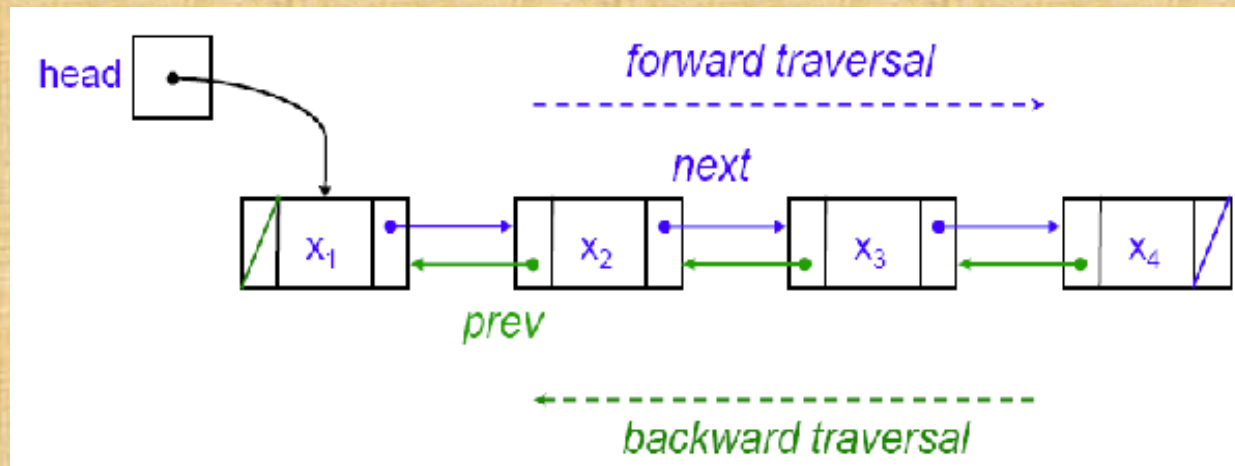 head
forward traversal
next
x₁
x₂
x₃
x₄
prev
backward traversal